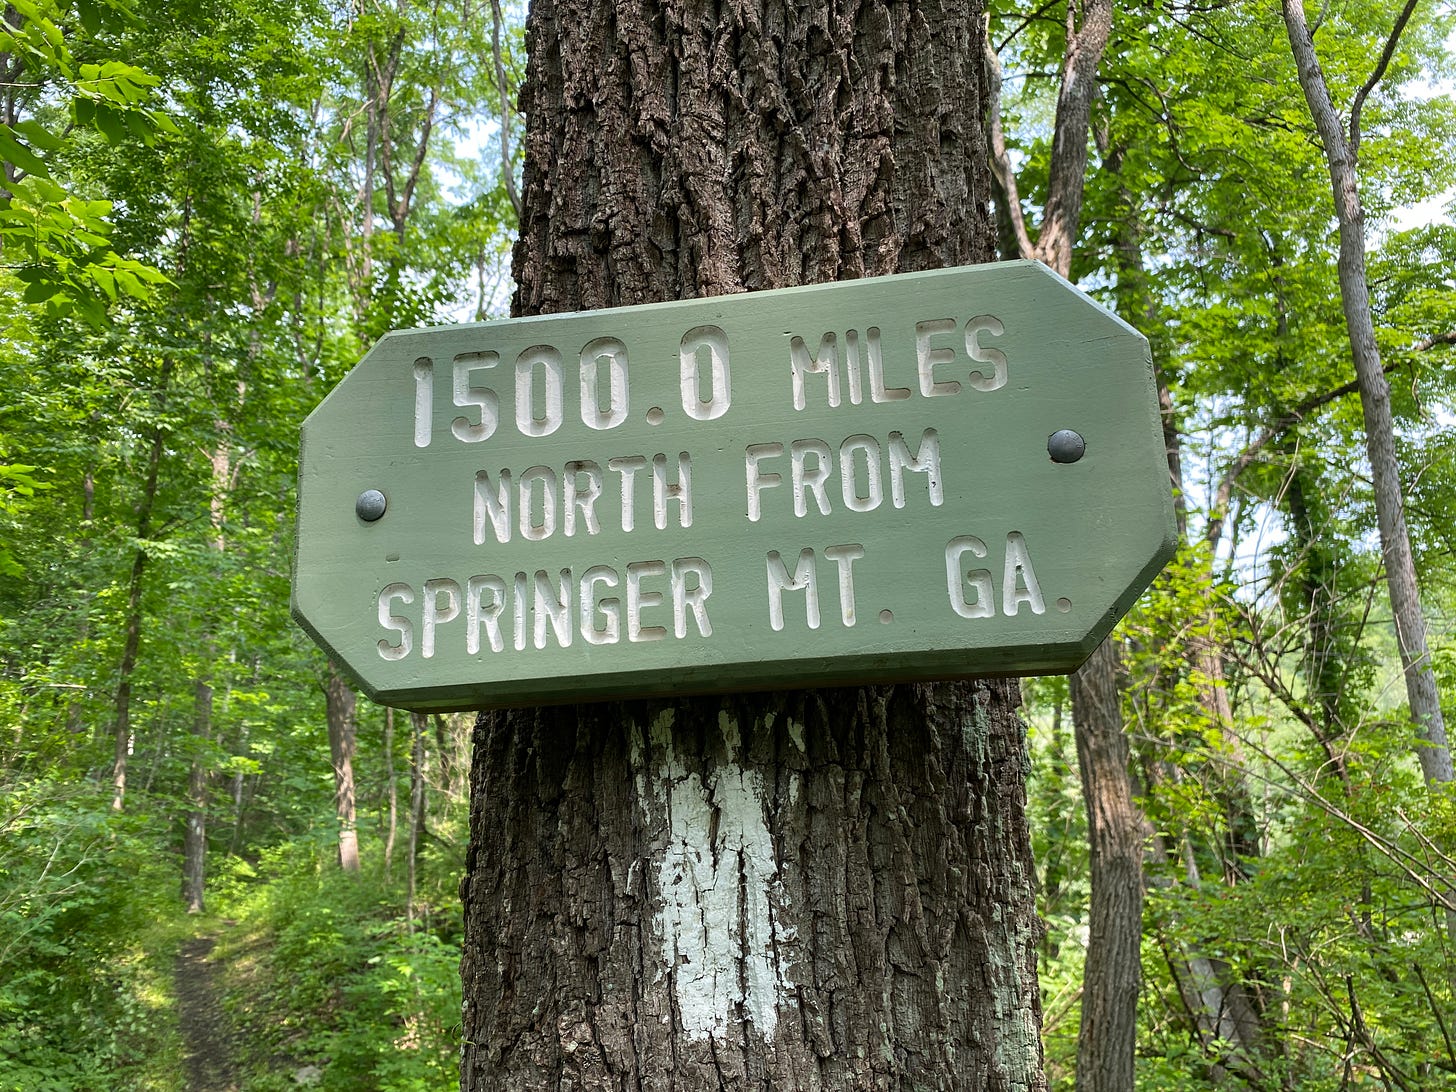 1500.0 MILES
NORTH FROM
SPRINGER MT. GA.